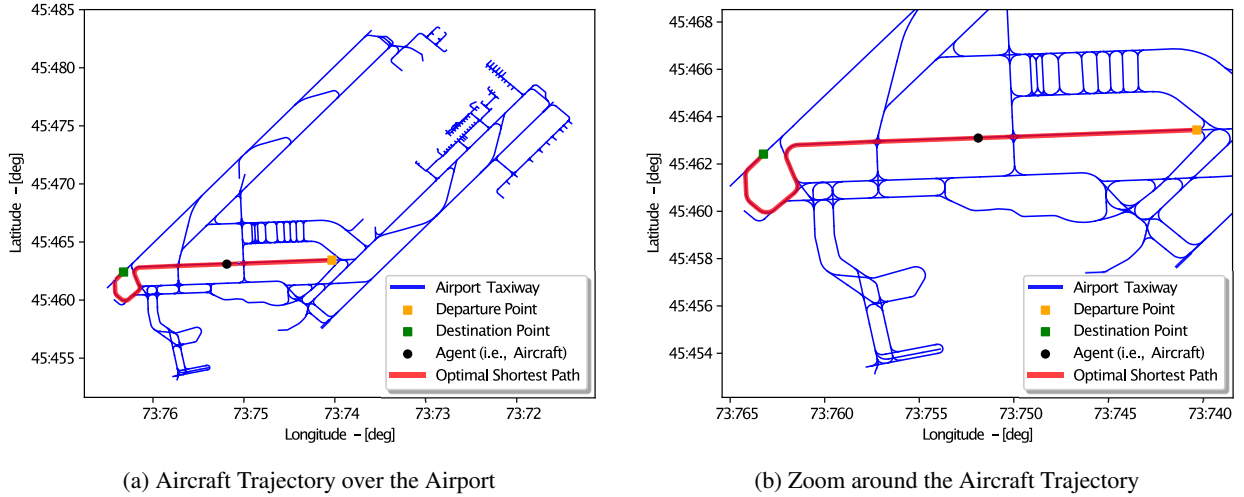 45:485
45:480
45:475
45:470
45:465
45:460
45:455
Latitude – [deg]
73:76 73:75 73:74 73:73 73:72
Longitude – [deg]
Airport Taxiway
Departure Point
Destination Point
Agent (i.e., Aircraft)
Optimal Shortest Path
(a) Aircraft Trajectory over the Airport
45:468
45:466
45:464
45:462
45:460
45:458
45:456
45:454
Latitude – [deg]
73:765 73:760 73:755 73:750 73:745 73:740
Longitude – [deg]
Airport Taxiway
Departure Point
Destination Point
Agent (i.e., Aircraft)
Optimal Shortest Path
(b) Zoom around the Aircraft Trajectory